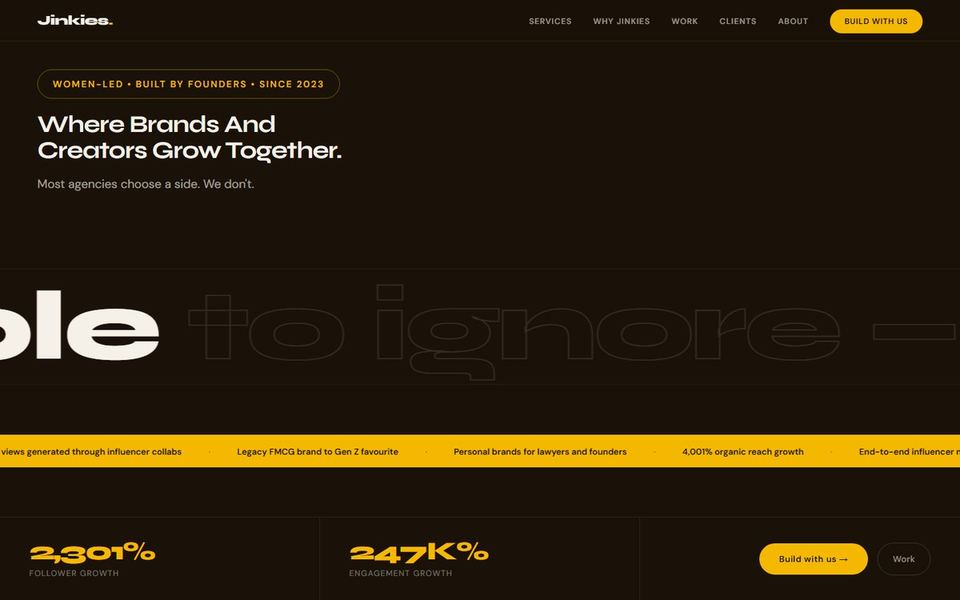 Jinkies.
SERVICES WHY JINKIES WORK CLIENTS ABOUT BUILD WITH US
WOMEN-LED • BUILT BY FOUNDERS • SINCE 2023
Where Brands And
Creators Grow Together.
Most agencies choose a side. We don't.
ole to ignore —
views generated through influencer collabs · Legacy FMCG brand to Gen Z favourite · Personal brands for lawyers and founders · 4,001% organic reach growth · End-to-end influencer
2,301% 247K%
FOLLOWER GROWTH ENGAGEMENT GROWTH
Build with us → Work